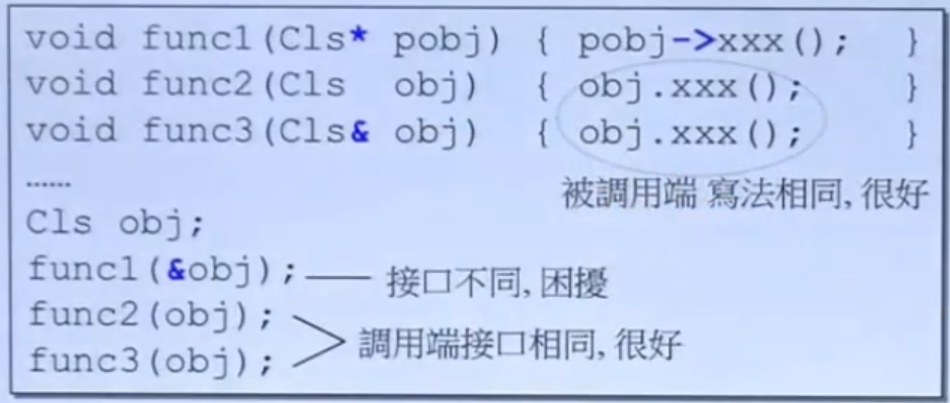 void func1(Cls* pobj) { pobj->xxx(); }
void func2(Cls obj) { obj.xxx(); }
void func3(Cls& obj) { obj.xxx(); }
......
被調用端 寫法相同, 很好
Cls obj;
func1(&obj); 接口不同, 困擾
func2(obj);
調用端接口相同, 很好
func3(obj);